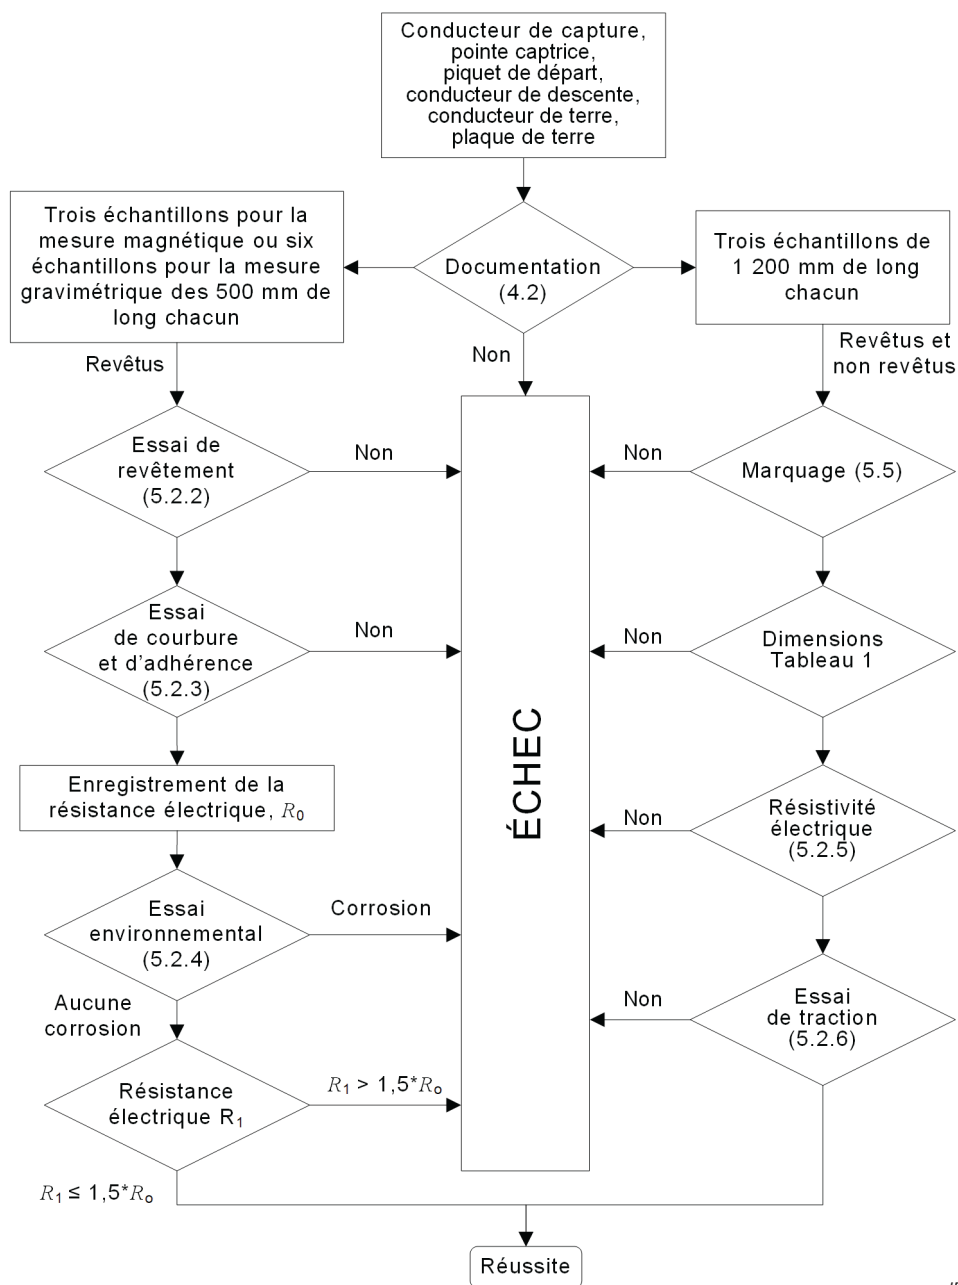 Conducteur de capture,
pointe captrice,
piquet de départ,
conducteur de descente,
conducteur de terre,
plaque de terre
Trois échantillons pour la
mesure magnétique ou six
échantillons pour la mesure
gravimétrique des 500 mm de
long chacun
Documentation
(4.2)
Trois échantillons de
1 200 mm de long
chacun
Revêtus
Non
Revêtus et
non revêtus
Essai de
revêtement
(5.2.2)
Non
Non
Marquage (5.5)
Essai
de courbure
et d'adhérence
(5.2.3)
Non
Non
Dimensions
Tableau 1
ÉCHEC
Enregistrement de la
résistance électrique, R₀
Non
Résistivité
électrique
(5.2.5)
Essai
environnemental
(5.2.4)
Corrosion
Aucune
corrosion
Non
Essai
de traction
(5.2.6)
Résistance
électrique R₁
R₁ > 1,5*Rₒ
R₁ ≤ 1,5*Rₒ
Réussite